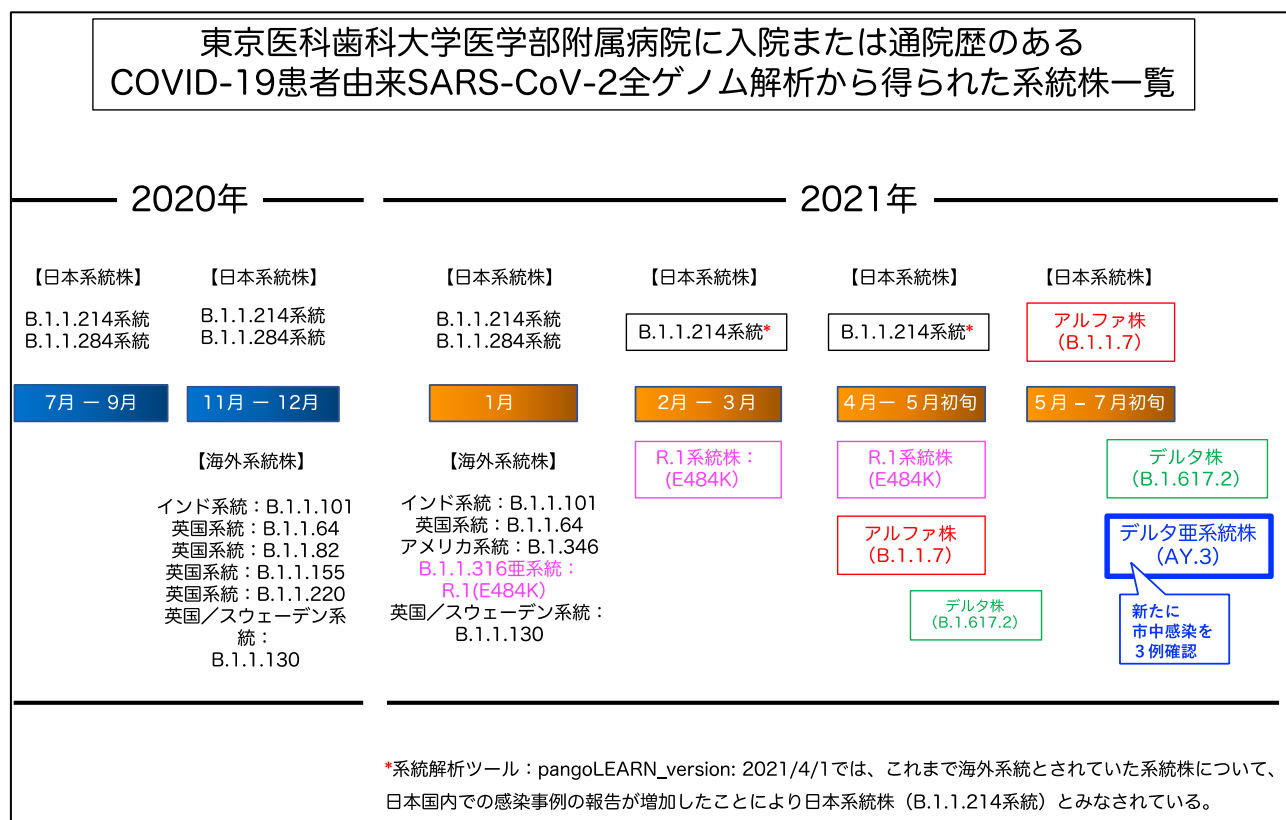 東京医科歯科大学医学部附属病院に入院または通院歴のある
COVID-19患者由来SARS-CoV-2全ゲノム解析から得られた系統株一覧
2020年
2021年
【日本系統株】
B.1.1.214系統
B.1.1.284系統
7月 ー 9月
【日本系統株】
B.1.1.214系統
B.1.1.284系統
11月 ー 12月
【海外系統株】
インド系統：B.1.1.101
英国系統：B.1.1.64
英国系統：B.1.1.82
英国系統：B.1.1.155
英国系統：B.1.1.220
英国／スウェーデン系
統：
B.1.1.130
【日本系統株】
B.1.1.214系統
B.1.1.284系統
1月
【海外系統株】
インド系統：B.1.1.101
英国系統：B.1.1.64
アメリカ系統：B.1.346
B.1.1.316亜系統：
R.1(E484K)
英国／スウェーデン系統：
B.1.1.130
【日本系統株】
B.1.1.214系統*
2月 ー 3月
R.1系統株：
(E484K)
【日本系統株】
B.1.1.214系統*
4月ー 5月初旬
R.1系統株
(E484K)
アルファ株
（B.1.1.7）
デルタ株
（B.1.617.2）
【日本系統株】
アルファ株
（B.1.1.7）
5月 – 7月初旬
デルタ株
（B.1.617.2）
デルタ亜系統株
（AY.3）
新たに
市中感染を
３例確認
*系統解析ツール：pangoLEARN_version: 2021/4/1では、これまで海外系統とされていた系統株について、
日本国内での感染事例の報告が増加したことにより日本系統株（B.1.1.214系統）とみなされている。